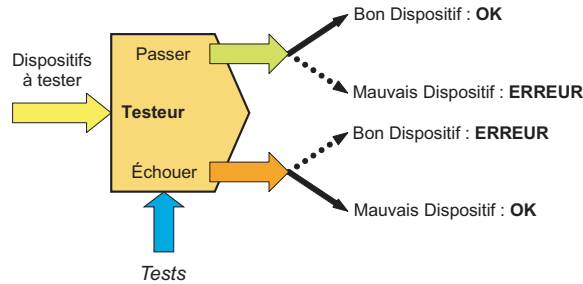 Dispositifs
à tester
Passer
Testeur
Échouer
Tests
Bon Dispositif : OK
Mauvais Dispositif : ERREUR
Bon Dispositif : ERREUR
Mauvais Dispositif : OK